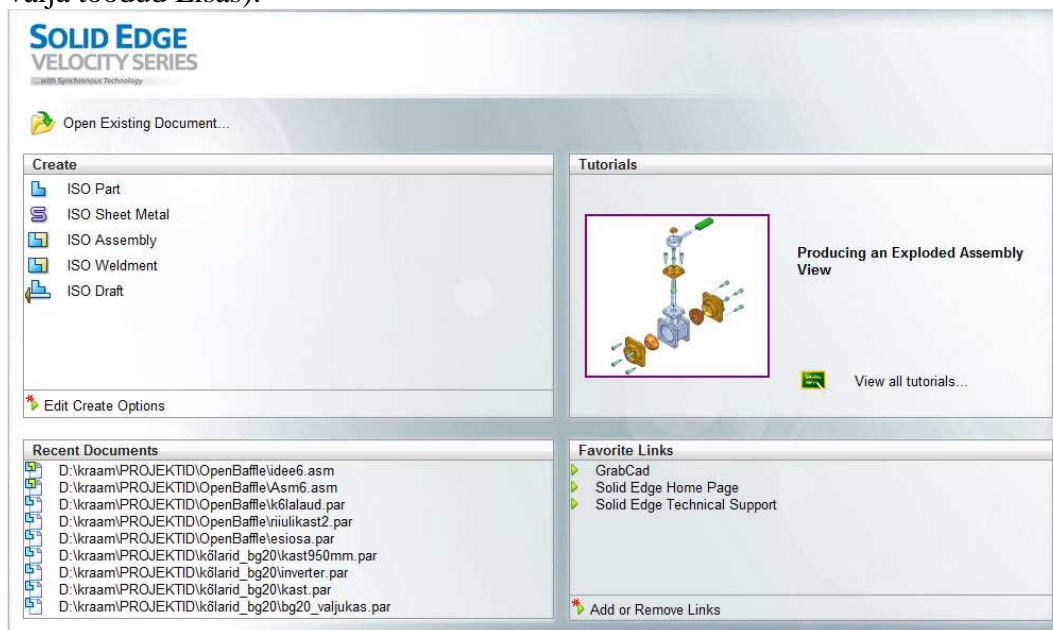 välja toodud Lisas).
SOLID EDGE
VELOCITY SERIES
...with Synchronous Technology
Open Existing Document...
Create
ISO Part
ISO Sheet Metal
ISO Assembly
ISO Weldment
ISO Draft
Edit Create Options
Tutorials
Producing an Exploded Assembly
View
View all tutorials...
Recent Documents
D:\kraam\PROJEKTID\OpenBaffle\idee6.asm
D:\kraam\PROJEKTID\OpenBaffle\Asm6.asm
D:\kraam\PROJEKTID\OpenBaffle\k6lalaud.par
D:\kraam\PROJEKTID\OpenBaffle\riiulikast2.par
D:\kraam\PROJEKTID\OpenBaffle\esiosa.par
D:\kraam\PROJEKTID\kõlarid_bg20\kast950mm.par
D:\kraam\PROJEKTID\kõlarid_bg20\inverter.par
D:\kraam\PROJEKTID\kõlarid_bg20\kast.par
D:\kraam\PROJEKTID\kõlarid_bg20\bg20_valjukas.par
Favorite Links
GrabCad
Solid Edge Home Page
Solid Edge Technical Support
Add or Remove Links